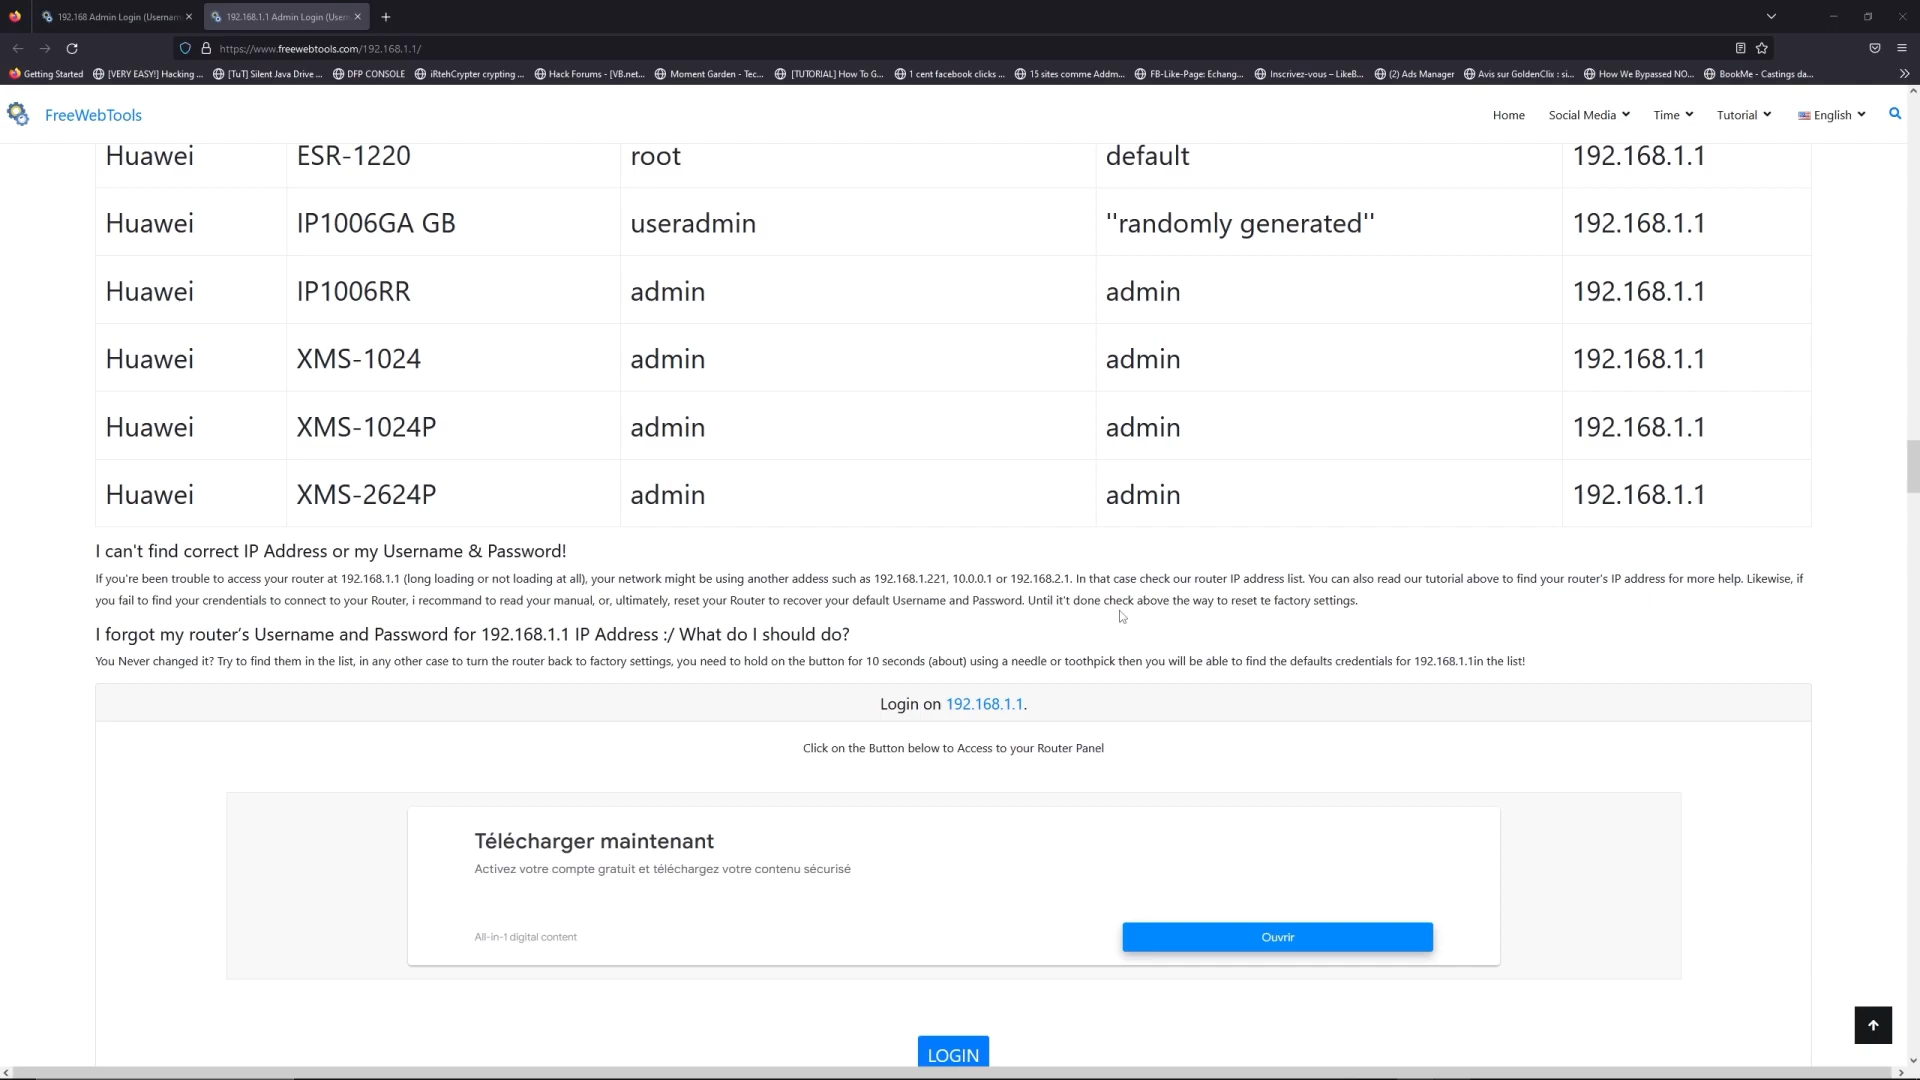 192.168 Admin Login (Usernam
192.168.1.1 Admin Login (User
https://www.freewebtools.com/192.168.1.1/
Getting Started
[VERY EASY!] Hacking ...
[TuT] Silent Java Drive ...
DFP CONSOLE
iRtehCrypter crypting ...
Hack Forums - [VB.net...
Moment Garden - Tec...
[TUTORIAL] How To G...
1 cent facebook clicks ...
15 sites comme Addm...
FB-Like-Page: Echang...
Inscrivez-vous – LikeB...
(2) Ads Manager
Avis sur GoldenClix : si...
How We Bypassed NO...
BookMe - Castings da...
FreeWebTools
Home
Social Media
Time
Tutorial
English
Huawei ESR-1220 root default 192.168.1.1
Huawei IP1006GA GB useradmin ''randomly generated'' 192.168.1.1
Huawei IP1006RR admin admin 192.168.1.1
Huawei XMS-1024 admin admin 192.168.1.1
Huawei XMS-1024P admin admin 192.168.1.1
Huawei XMS-2624P admin admin 192.168.1.1
I can't find correct IP Address or my Username & Password!
If you're been trouble to access your router at 192.168.1.1 (long loading or not loading at all), your network might be using another addess such as 192.168.1.221, 10.0.0.1 or 192.168.2.1. In that case check our router IP address list. You can also read our tutorial above to find your router's IP address for more help. Likewise, if
you fail to find your crendentials to connect to your Router, i recommand to read your manual, or, ultimately, reset your Router to recover your default Username and Password. Until it't done check above the way to reset te factory settings.
I forgot my router’s Username and Password for 192.168.1.1 IP Address :/ What do I should do?
You Never changed it? Try to find them in the list, in any other case to turn the router back to factory settings, you need to hold on the button for 10 seconds (about) using a needle or toothpick then you will be able to find the defaults credentials for 192.168.1.1in the list!
Login on 192.168.1.1.
Click on the Button below to Access to your Router Panel
Télécharger maintenant
Activez votre compte gratuit et téléchargez votre contenu sécurisé
All-in-1 digital content
Ouvrir
LOGIN